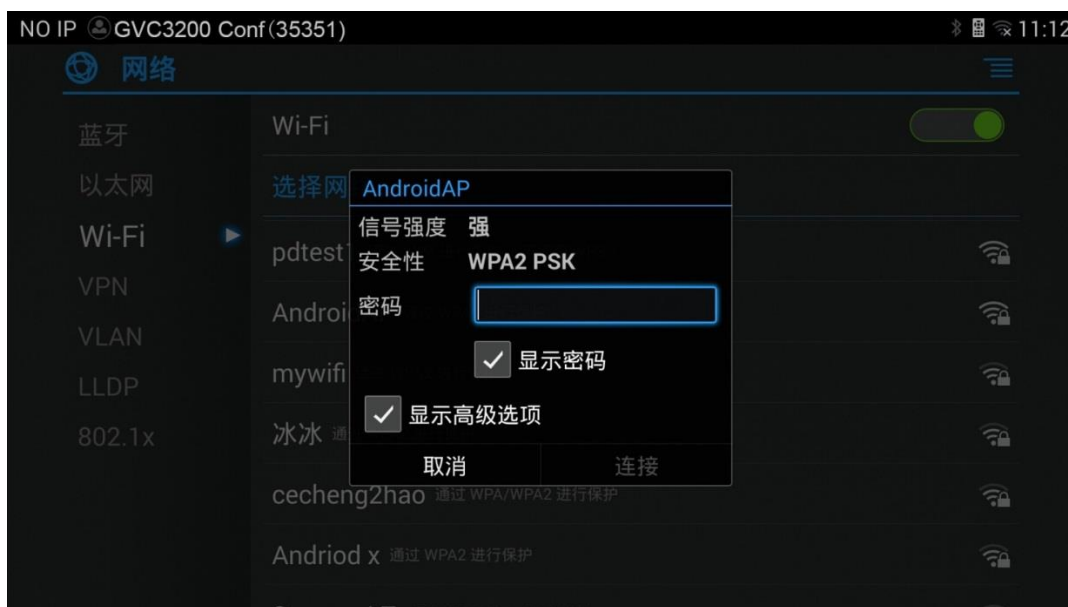 NO IP GVC3200 Conf(35351) 11:12
网络
蓝牙
以太网
Wi-Fi
VPN
VLAN
LLDP
802.1x
Wi-Fi
选择网
pdtest
Androi
mywifi
冰冰 通
cecheng2hao 通过 WPA/WPA2 进行保护
Andriod x 通过 WPA2 进行保护
AndroidAP
信号强度 强
安全性 WPA2 PSK
密码
显示密码
显示高级选项
取消 连接